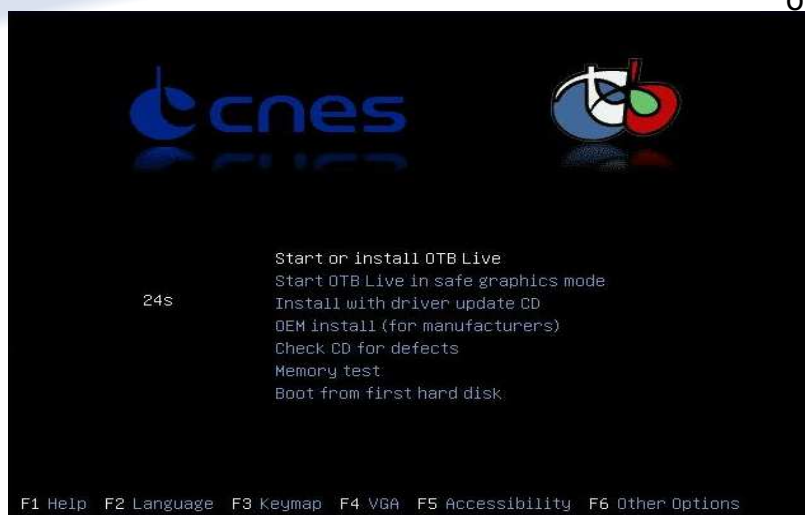 cnes
otb
Start or install OTB Live
Start OTB Live in safe graphics mode
24s
Install with driver update CD
OEM install (for manufacturers)
Check CD for defects
Memory test
Boot from first hard disk
F1 Help F2 Language F3 Keymap F4 VGA F5 Accessibility F6 Other Options